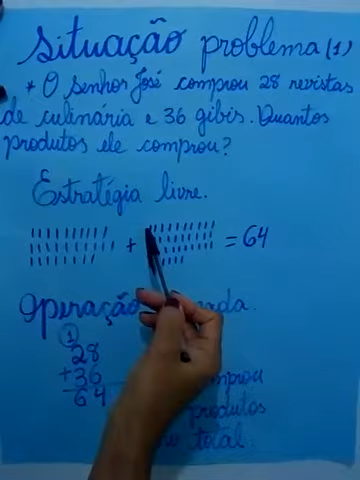 Situação problema (1)
* O senhor José comprou 28 revistas
de culinária e 36 gibis. Quantos
produtos ele comprou?
Estratégia livre.
+ = 64
Operação
1
28
+36
64
produtos
total.